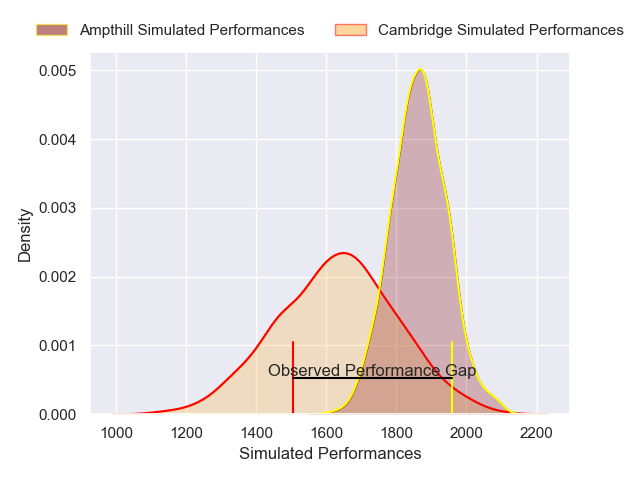 Ampthill Simulated Performances Cambridge Simulated Performances
0.005
0.004
0.003
0.002
0.001
0.000
Density
Observed Performance Gap
1000 1200 1400 1600 1800 2000 2200
Simulated Performances